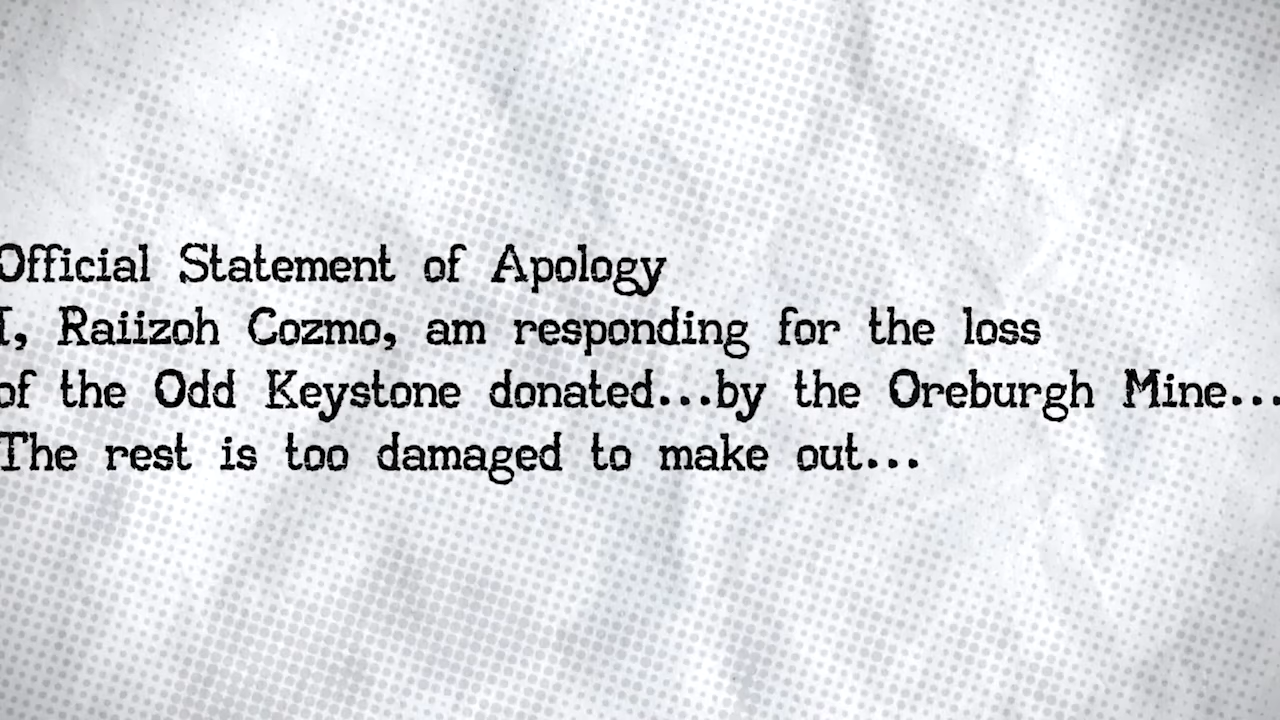 Official Statement of Apology
I, Raiizoh Cozmo, am responding for the loss
of the Odd Keystone donated...by the Oreburgh Mine...
The rest is too damaged to make out...